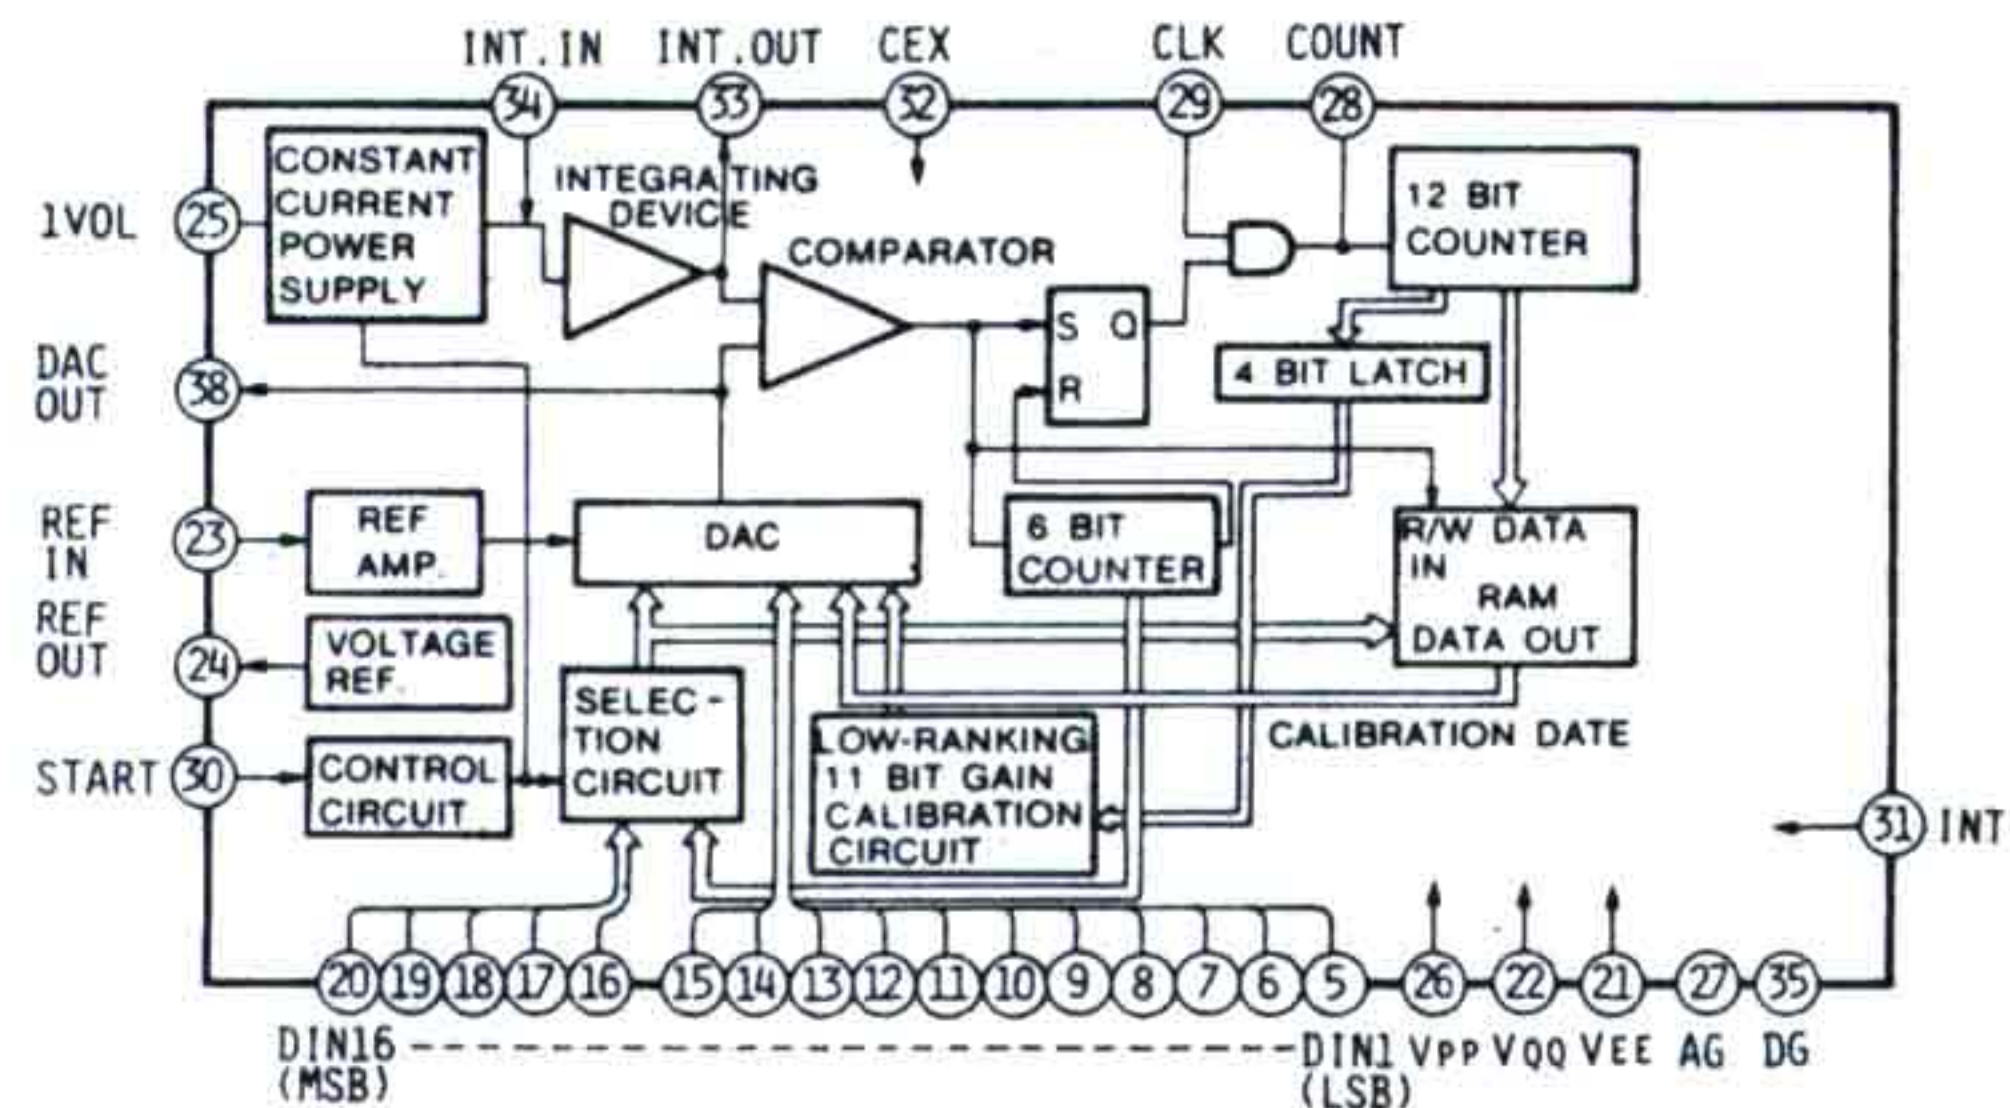 INT.IN INT.OUT CEX CLK COUNT
34 33 32 29 28
CONSTANT
CURRENT
POWER
SUPPLY
INTEGRATING
DEVICE
12 BIT
COUNTER
1VOL 25
COMPARATOR
S Q
R
4 BIT LATCH
DAC
OUT
38
REF
IN
23
REF
AMP.
DAC
6 BIT
COUNTER
R/W DATA
IN
RAM
DATA OUT
REF
OUT
24
VOLTAGE
REF.
SELEC-
TION
CIRCUIT
LOW-RANKING
11 BIT GAIN
CALIBRATION
CIRCUIT
CALIBRATION DATE
START 30
CONTROL
CIRCUIT
31 INT
20 19 18 17 16 15 14 13 12 11 10 9 8 7 6 5 26 22 21 27 35
DIN16 -------------- DIN1 VPP VQQ VEE AG DG
(MSB) (LSB)